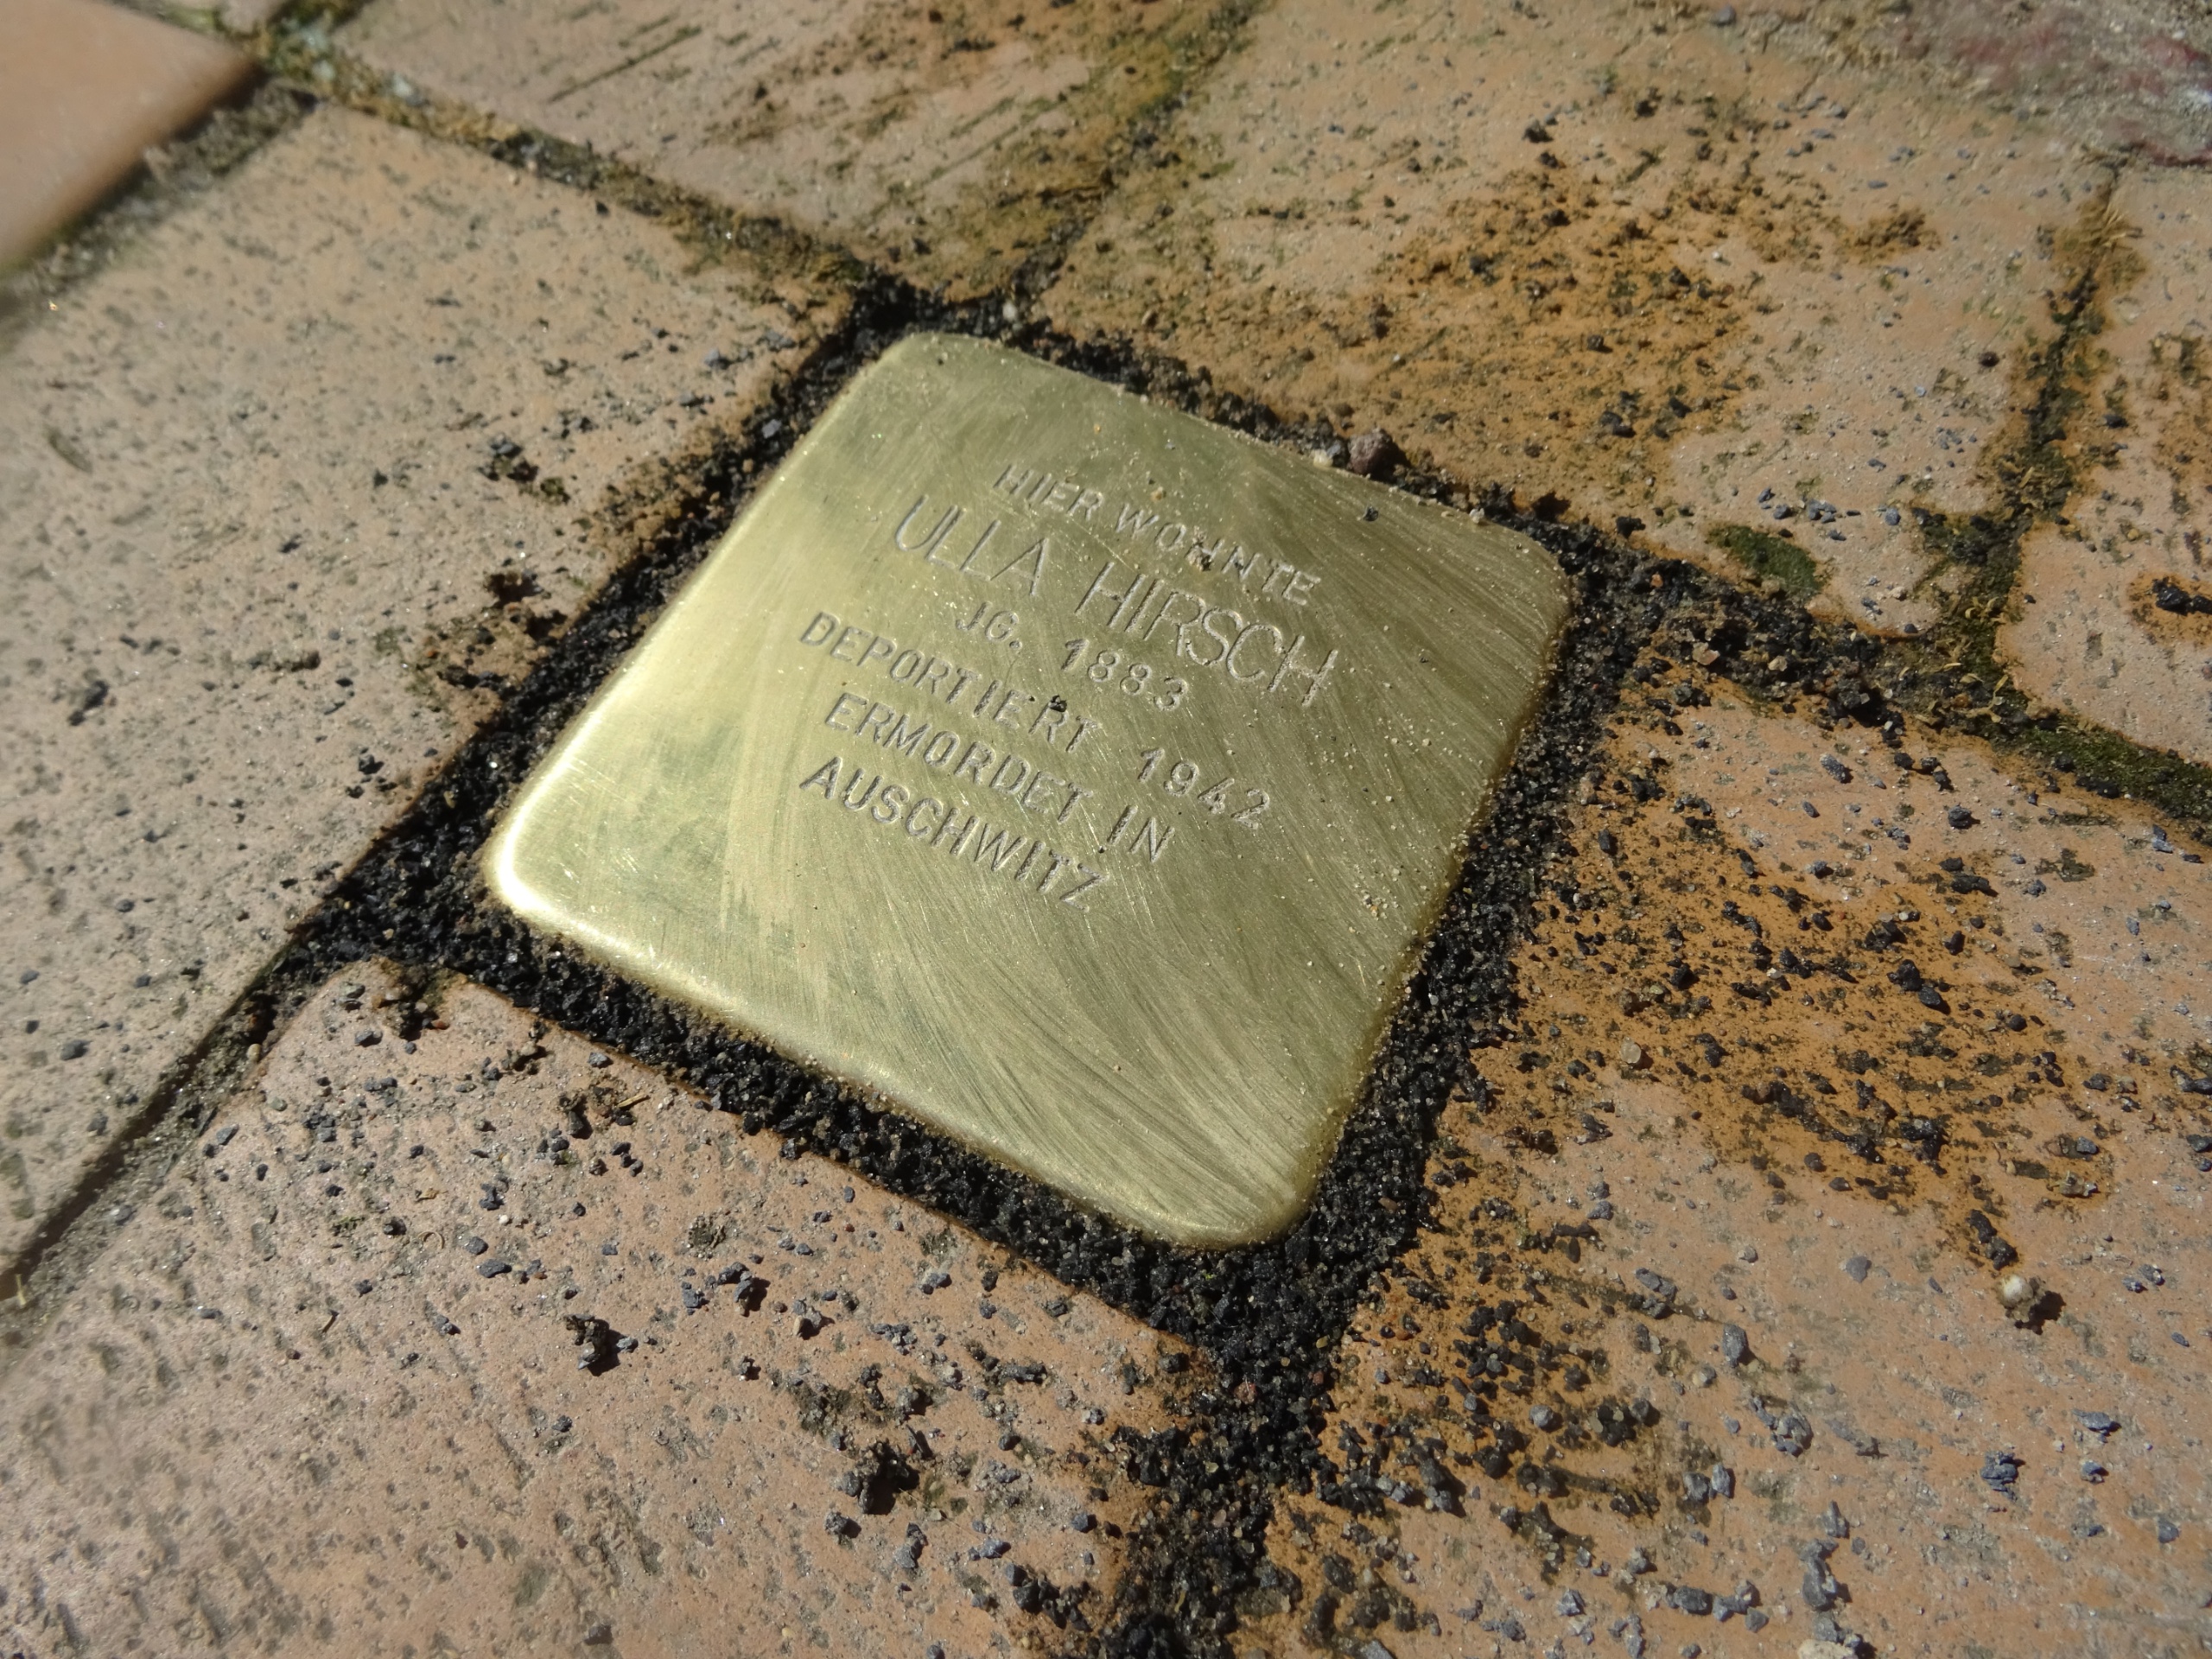 HIER WOHNTE
ULLA HIRSCH
JG. 1883
DEPORTIERT 1942
ERMORDET IN
AUSCHWITZ